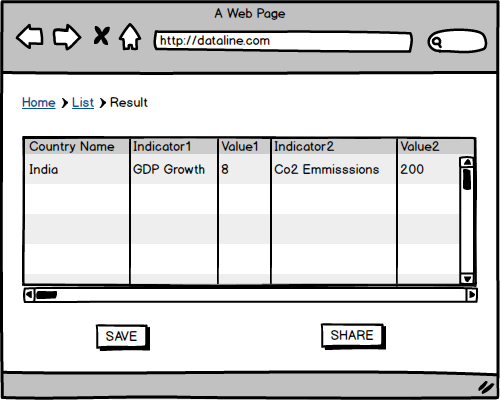 A Web Page
http://dataline.com
Home > List > Result
Country Name Indicator1 Value1 Indicator2 Value2
India GDP Growth 8 Co2 Emmisssions 200
SAVE SHARE